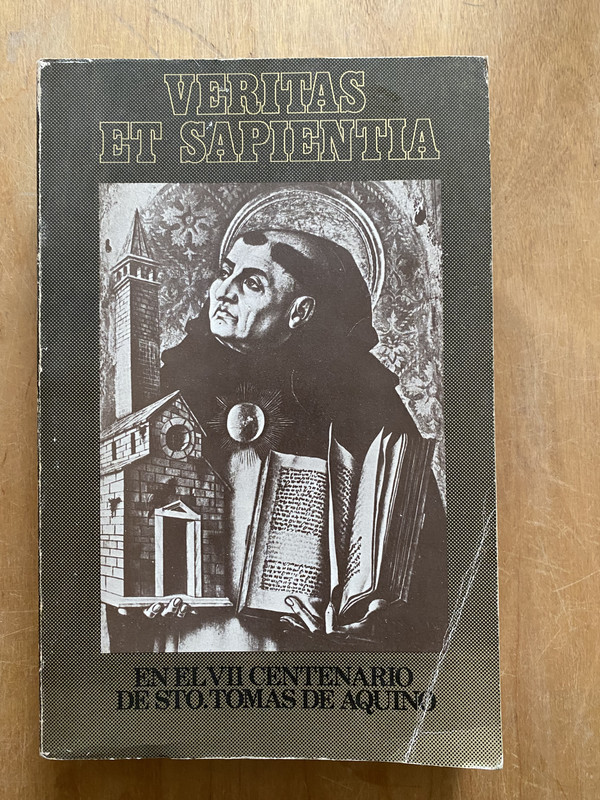 VERITAS
ET SAPIENTIA
EN EL VII CENTENARIO
DE STO. TOMAS DE AQUINO